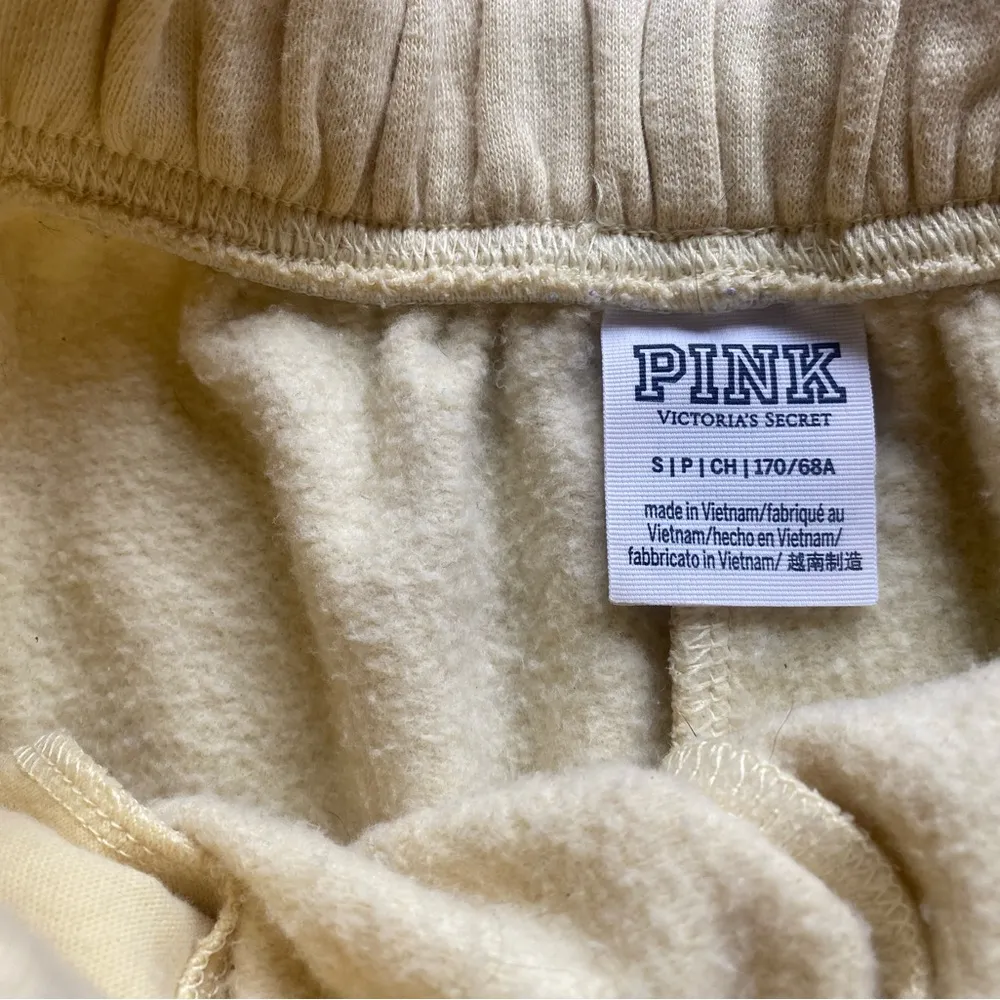 PINK
VICTORIA'S SECRET
S | P | CH | 170/68A
made in Vietnam/fabriqué au
Vietnam/hecho en Vietnam/
fabbricato in Vietnam/ 越南制造